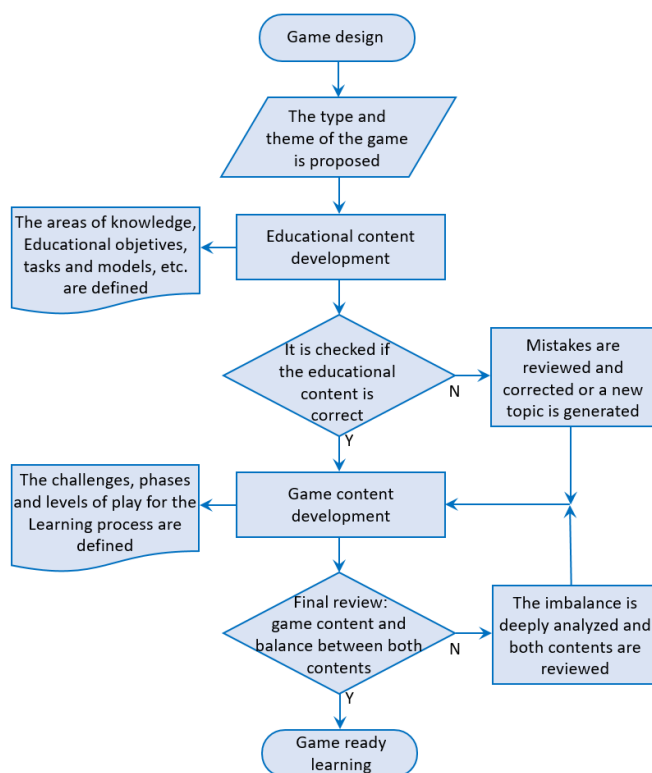 Game design
The type and
theme of the game
is proposed
The areas of knowledge,
Educational objetives,
tasks and models, etc.
are defined
Educational content
development
It is checked if
the educational
content is
correct
N
Mistakes are
reviewed and
corrected or a new
topic is generated
Y
The challenges, phases
and levels of play for the
Learning process are
defined
Game content
development
Final review:
game content and
balance between both
contents
N
The imbalance is
deeply analyzed and
both contents are
reviewed
Y
Game ready
learning